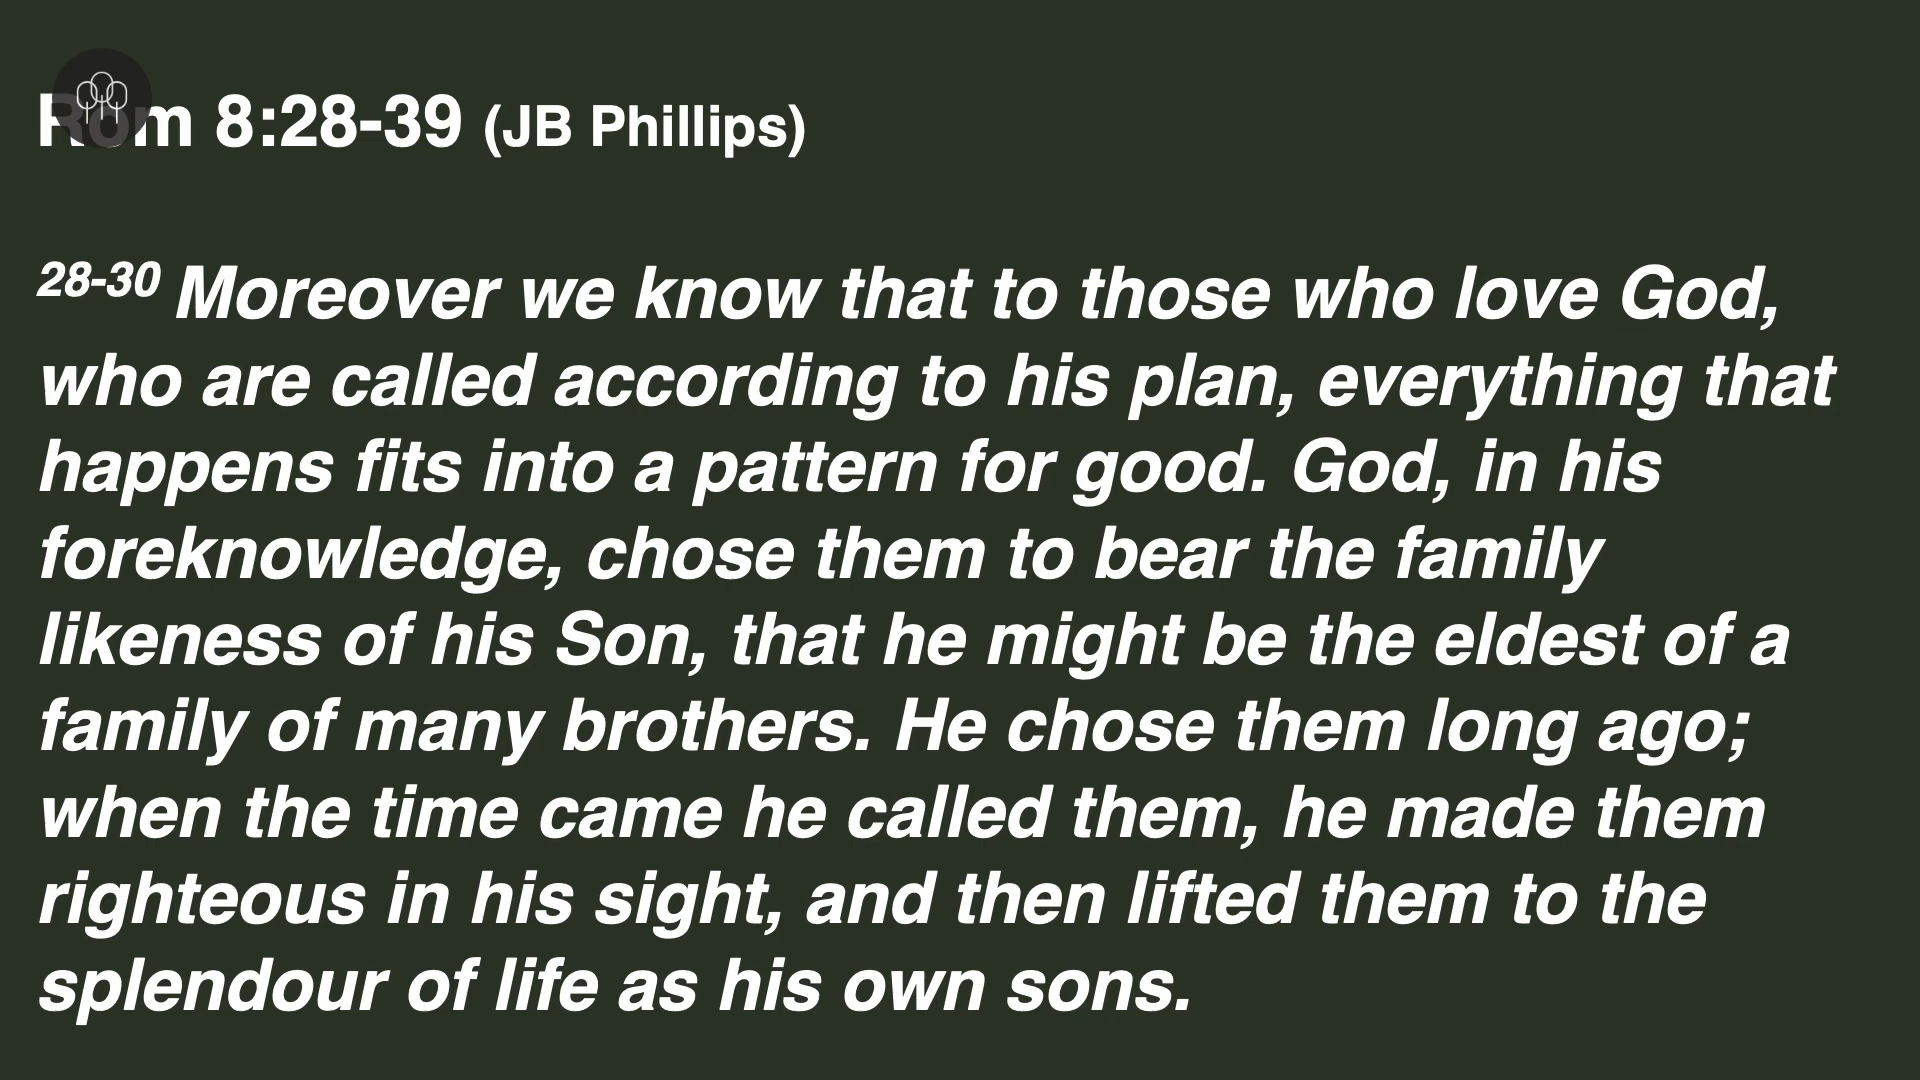 Rom 8:28-39 (JB Phillips)
28-30 Moreover we know that to those who love God,
who are called according to his plan, everything that
happens fits into a pattern for good. God, in his
foreknowledge, chose them to bear the family
likeness of his Son, that he might be the eldest of a
family of many brothers. He chose them long ago;
when the time came he called them, he made them
righteous in his sight, and then lifted them to the
splendour of life as his own sons.